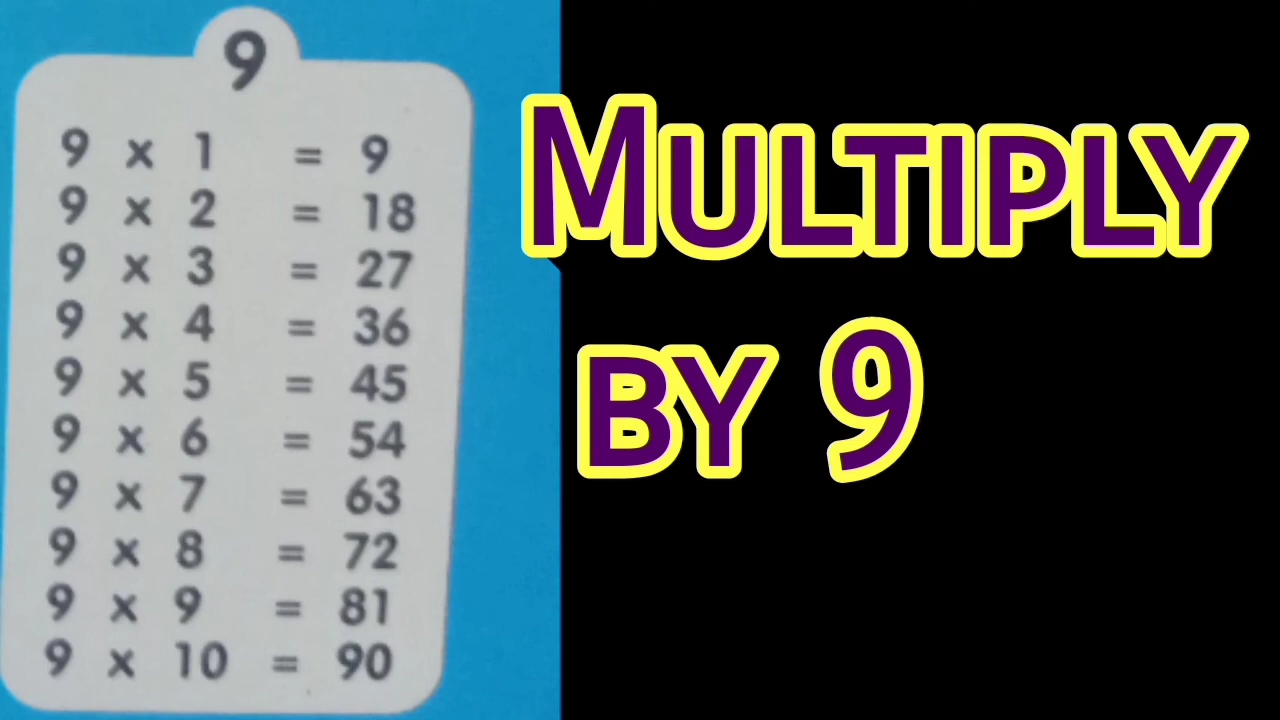 9
9 x 1 = 9
9 x 2 = 18
9 x 3 = 27
9 x 4 = 36
9 x 5 = 45
9 x 6 = 54
9 x 7 = 63
9 x 8 = 72
9 x 9 = 81
9 x 10 = 90
MULTIPLY
BY 9